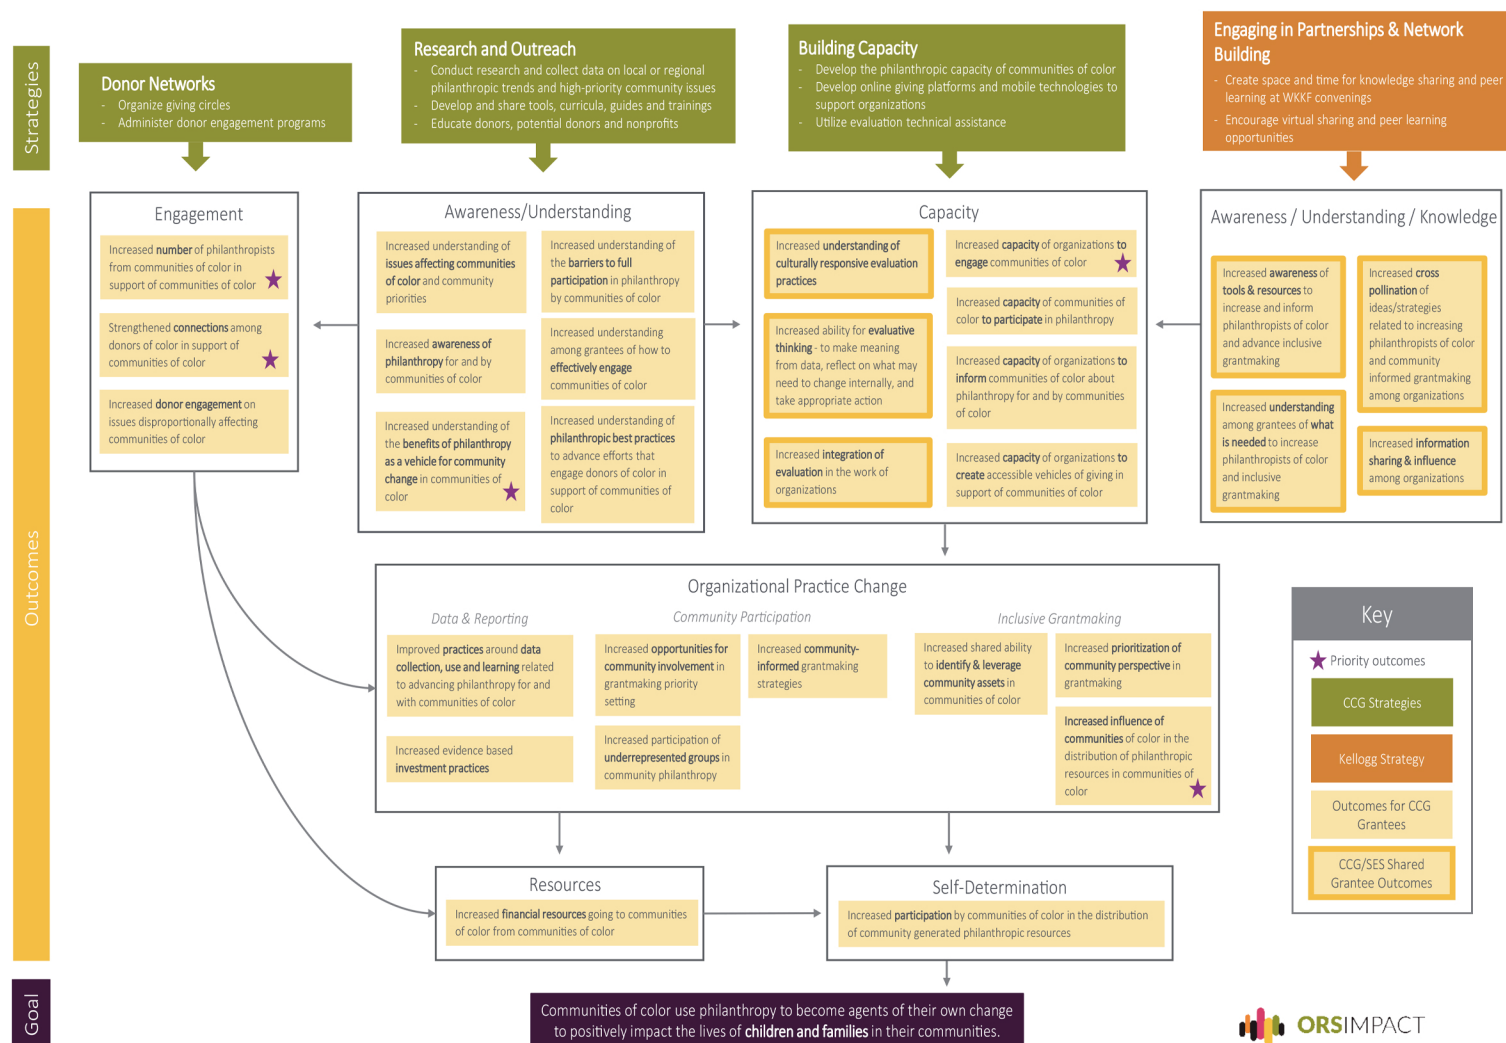 Strategies
Donor Networks
- Organize giving circles
- Administer donor engagement programs
Research and Outreach
- Conduct research and collect data on local or regional
philanthropic trends and high-priority community issues
- Develop and share tools, curricula, guides and trainings
- Educate donors, potential donors and nonprofits
Building Capacity
- Develop the philanthropic capacity of communities of color
- Develop online giving platforms and mobile technologies to
support organizations
- Utilize evaluation technical assistance
Engaging in Partnerships & Network
Building
- Create space and time for knowledge sharing and peer
learning at WKKF convenings
- Encourage virtual sharing and peer learning
opportunities
Outcomes
Engagement
Increased number of philanthropists
from communities of color in
support of communities of color
Strengthened connections among
donors of color in support of
communities of color
Increased donor engagement on
issues disproportionally affecting
communities of color
Awareness/Understanding
Increased understanding of
issues affecting communities
of color and community
priorities
Increased awareness of
philanthropy for and by
communities of color
Increased understanding of
the benefits of philanthropy
as a vehicle for community
change in communities of
color
Increased understanding of
the barriers to full
participation in philanthropy
by communities of color
Increased understanding
among grantees of how to
effectively engage
communities of color
Increased understanding of
philanthropic best practices
to advance efforts that
engage donors of color in
support of communities of
color
Capacity
Increased understanding of
culturally responsive evaluation
practices
Increased ability for evaluative
thinking - to make meaning
from data, reflect on what may
need to change internally, and
take appropriate action
Increased integration of
evaluation in the work of
organizations
Increased capacity of organizations to
engage communities of color
Increased capacity of communities of
color to participate in philanthropy
Increased capacity of organizations to
inform communities of color about
philanthropy for and by communities
of color
Increased capacity of organizations to
create accessible vehicles of giving in
support of communities of color
Awareness / Understanding / Knowledge
Increased awareness of
tools & resources to
increase and inform
philanthropists of color
and advance inclusive
grantmaking
Increased understanding
among grantees of what
is needed to increase
philanthropists of color
and inclusive
grantmaking
Increased cross
pollination of
ideas/strategies
related to increasing
philanthropists of color
and community
informed grantmaking
among organizations
Increased information
sharing & influence
among organizations
Organizational Practice Change
Data & Reporting
Improved practices around data
collection, use and learning related
to advancing philanthropy for and
with communities of color
Increased evidence based
investment practices
Community Participation
Increased opportunities for
community involvement in
grantmaking priority
setting
Increased participation of
underrepresented groups in
community philanthropy
Increased community-
informed grantmaking
strategies
Inclusive Grantmaking
Increased shared ability
to identify & leverage
community assets in
communities of color
Increased prioritization of
community perspective in
grantmaking
Increased influence of
communities of color in the
distribution of philanthropic
resources in communities of
color
Resources
Increased financial resources going to communities
of color from communities of color
Self-Determination
Increased participation by communities of color in the distribution
of community generated philanthropic resources
Key
Priority outcomes
CCG Strategies
Kellogg Strategy
Outcomes for CCG
Grantees
CCG/SES Shared
Grantee Outcomes
Goal
Communities of color use philanthropy to become agents of their own change
to positively impact the lives of children and families in their communities.
ORSIMPACT